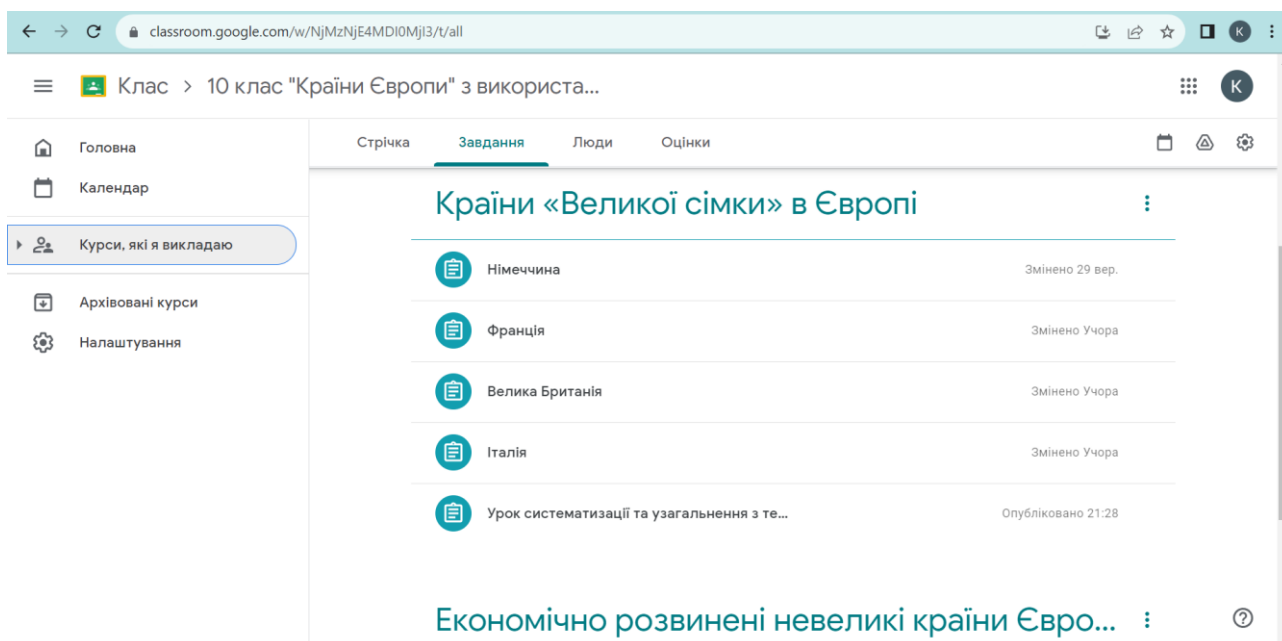 classroom.google.com/w/NjMzNjE4MDI0MjI3/t/all
K
Клас > 10 клас "Країни Європи" з використа...
K
Головна
Календар
Курси, які я викладаю
Архівовані курси
Налаштування
Стрічка Завдання Люди Оцінки
Країни «Великої сімки» в Європі
Німеччина Змінено 29 вер.
Франція Змінено Учора
Велика Британія Змінено Учора
Італія Змінено Учора
Урок систематизації та узагальнення з те... Опубліковано 21:28
Економічно розвинені невеликі країни Євро...